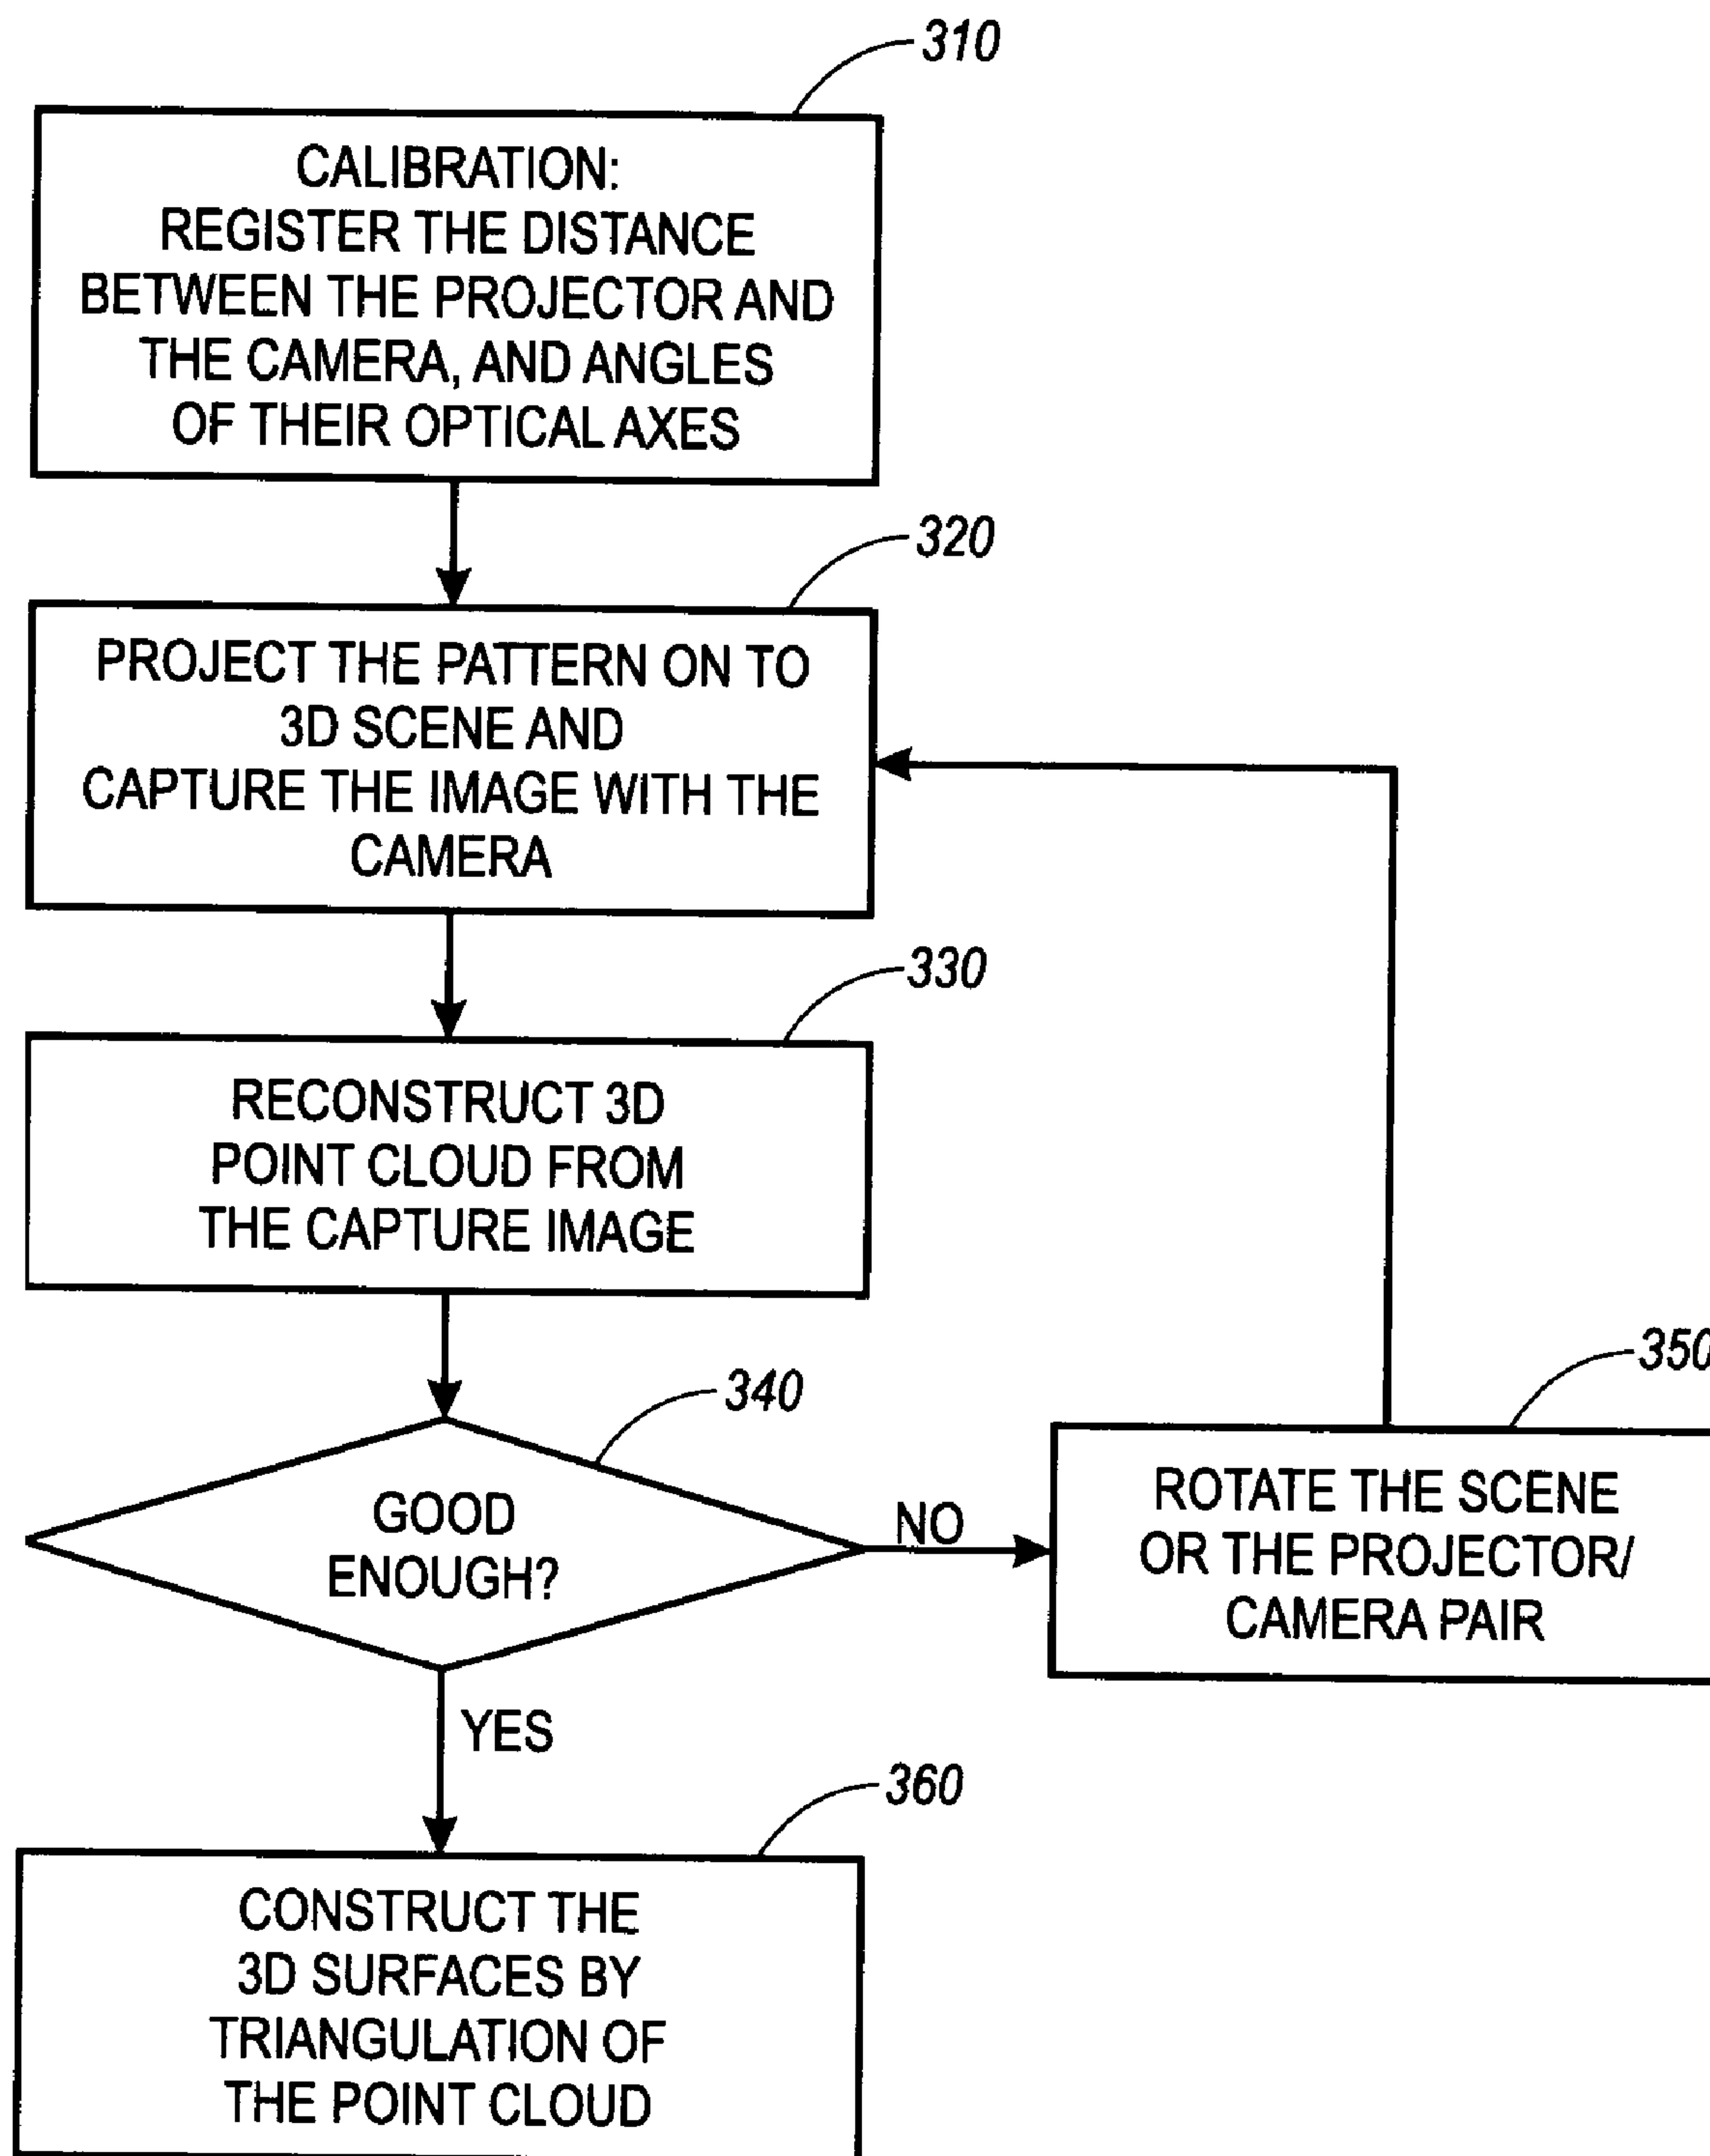 310
CALIBRATION:
REGISTER THE DISTANCE
BETWEEN THE PROJECTOR AND
THE CAMERA, AND ANGLES
OF THEIR OPTICAL AXES
320
PROJECT THE PATTERN ON TO
3D SCENE AND
CAPTURE THE IMAGE WITH THE
CAMERA
330
RECONSTRUCT 3D
POINT CLOUD FROM
THE CAPTURE IMAGE
340
GOOD
ENOUGH?
NO
350
ROTATE THE SCENE
OR THE PROJECTOR/
CAMERA PAIR
YES
360
CONSTRUCT THE
3D SURFACES BY
TRIANGULATION OF
THE POINT CLOUD